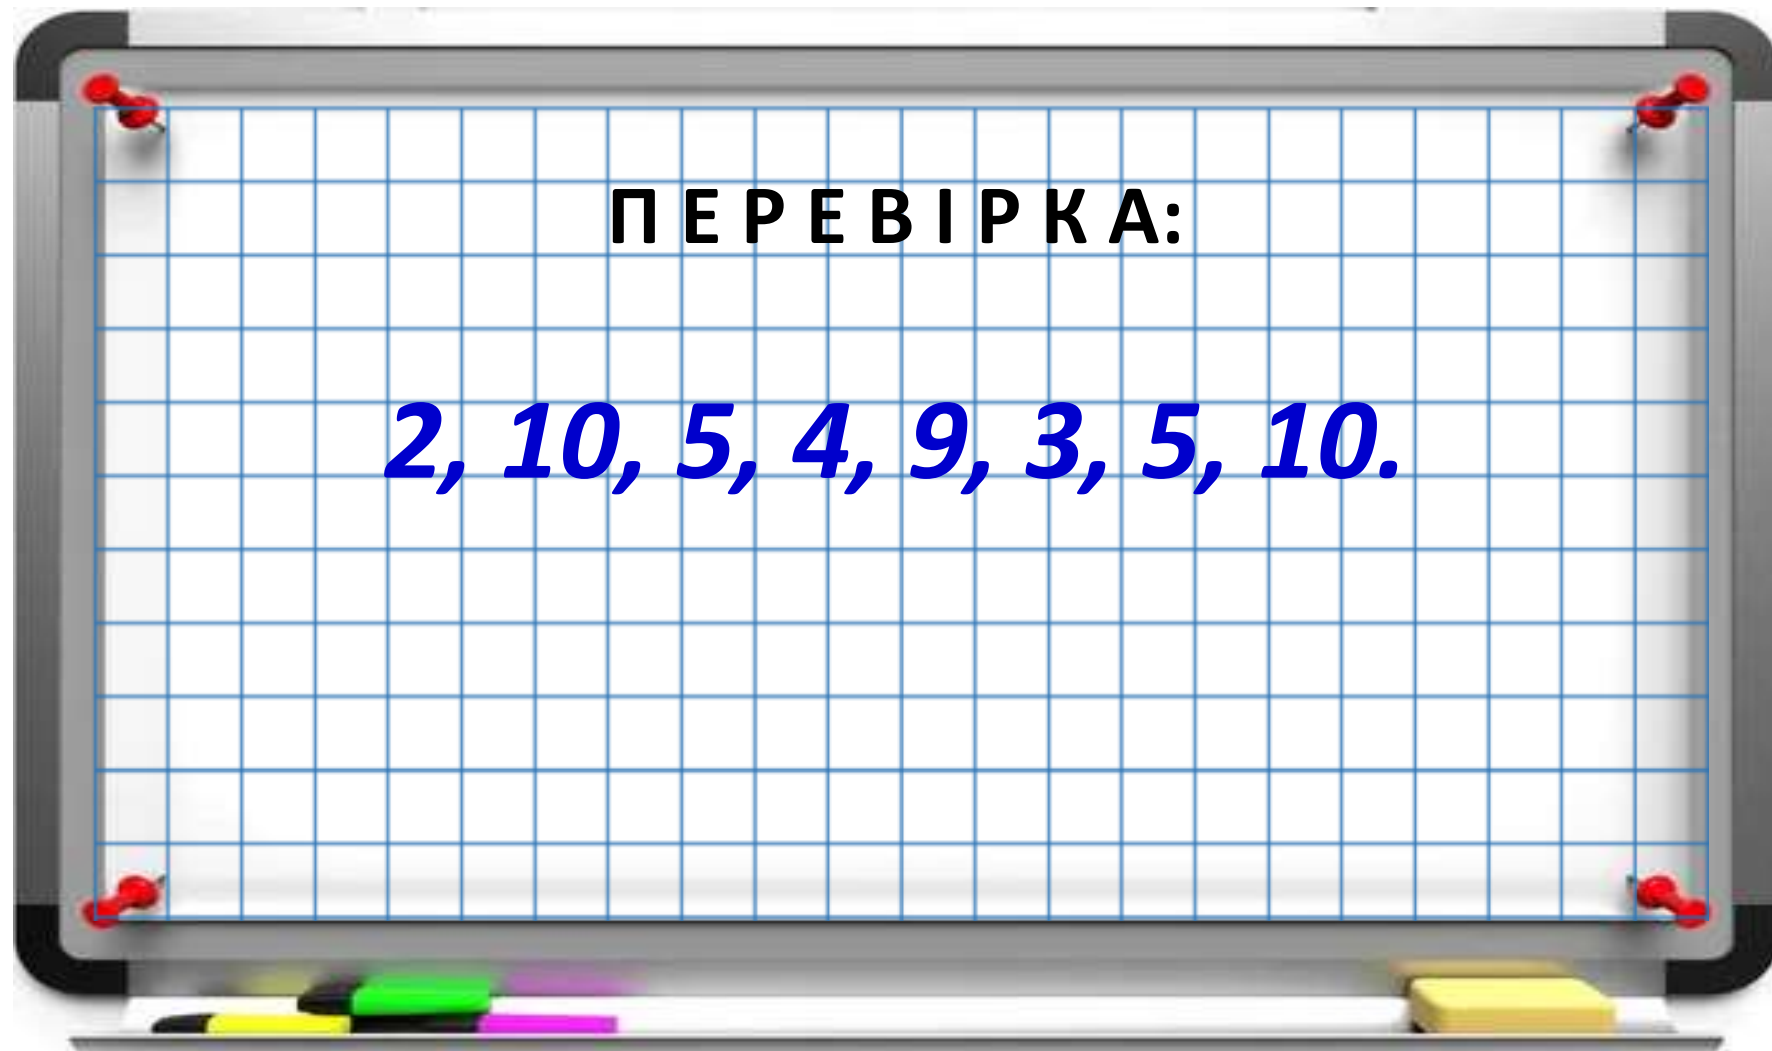 П Е Р Е В І Р К А:
2, 10, 5, 4, 9, 3, 5, 10.